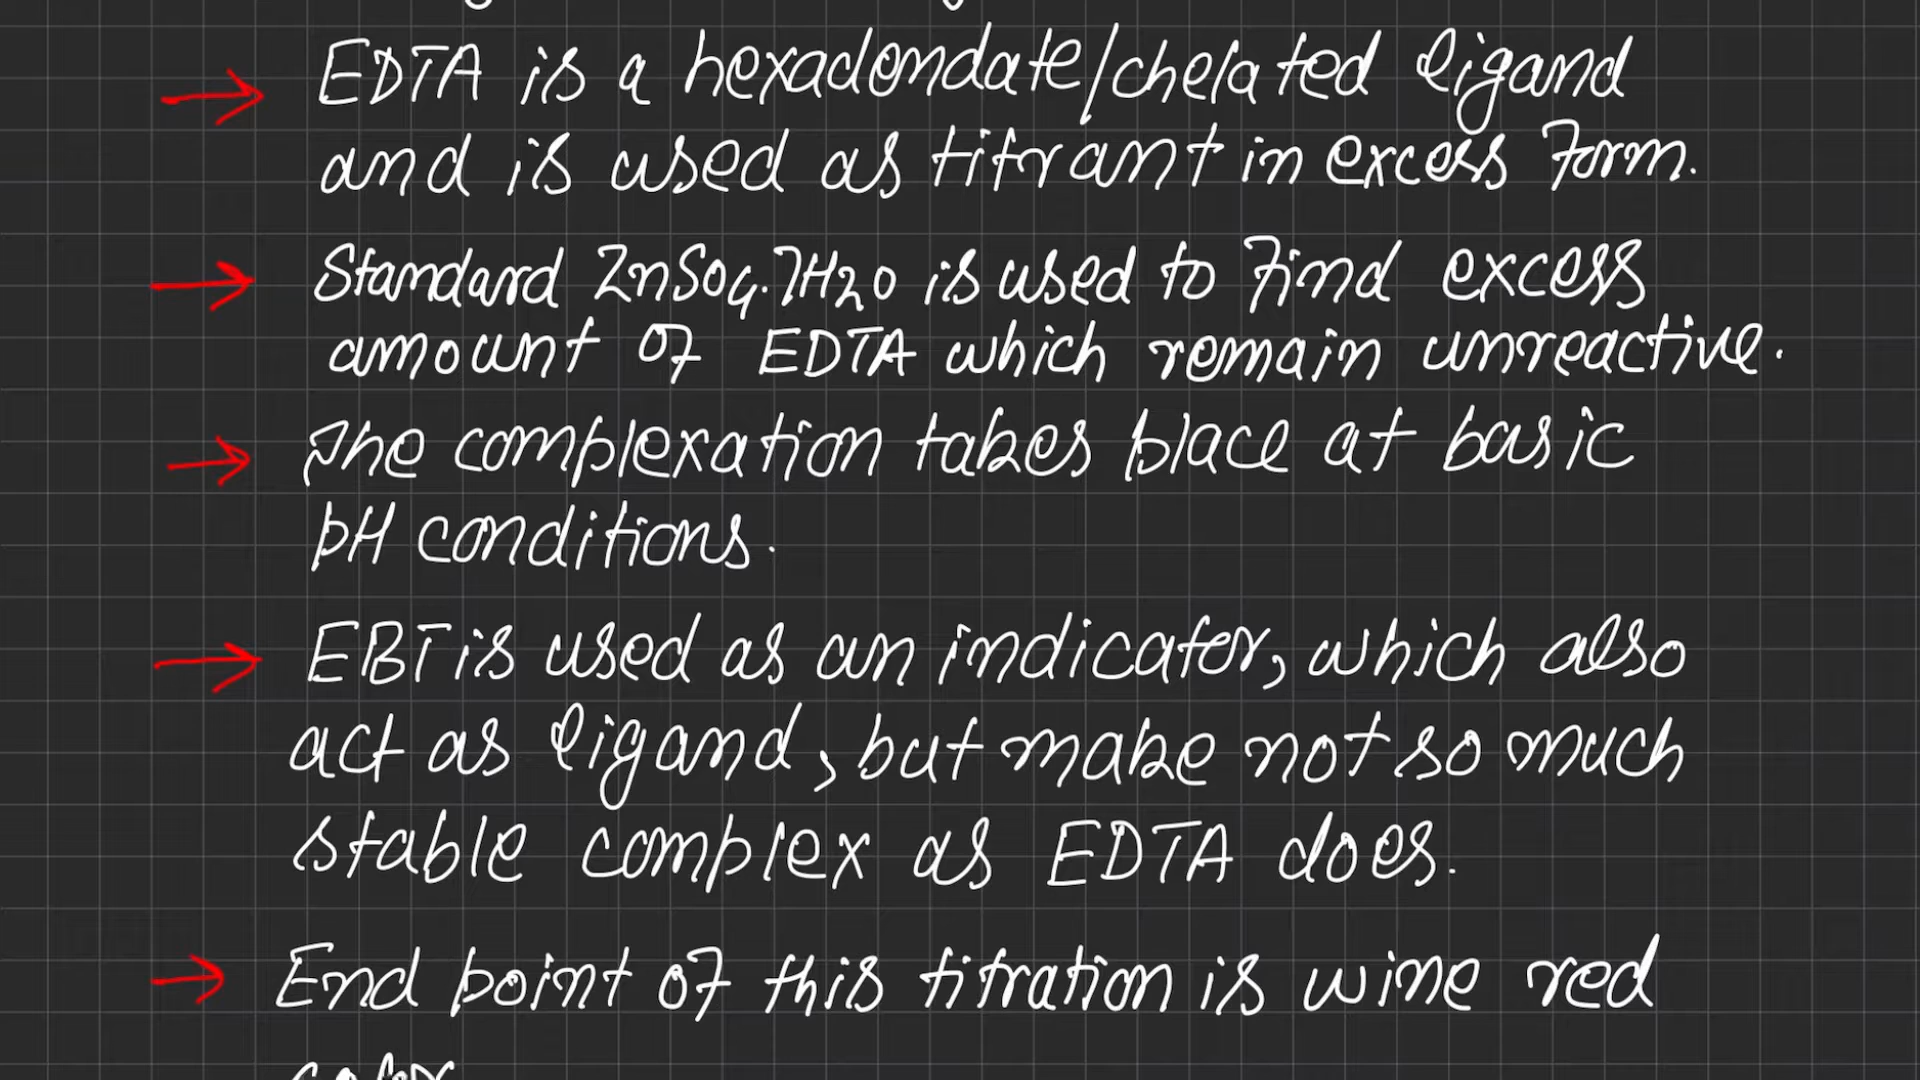 EDTA is a hexadendate/chelated ligand
and is used as titrant in excess form.
Standard ZnSO4.7H2O is used to find excess
amount of EDTA which remain unreactive.
The complexation takes place at basic
pH conditions.
EBT is used as an indicator, which also
act as ligand, but make not so much
stable complex as EDTA does.
End point of this titration is wine red